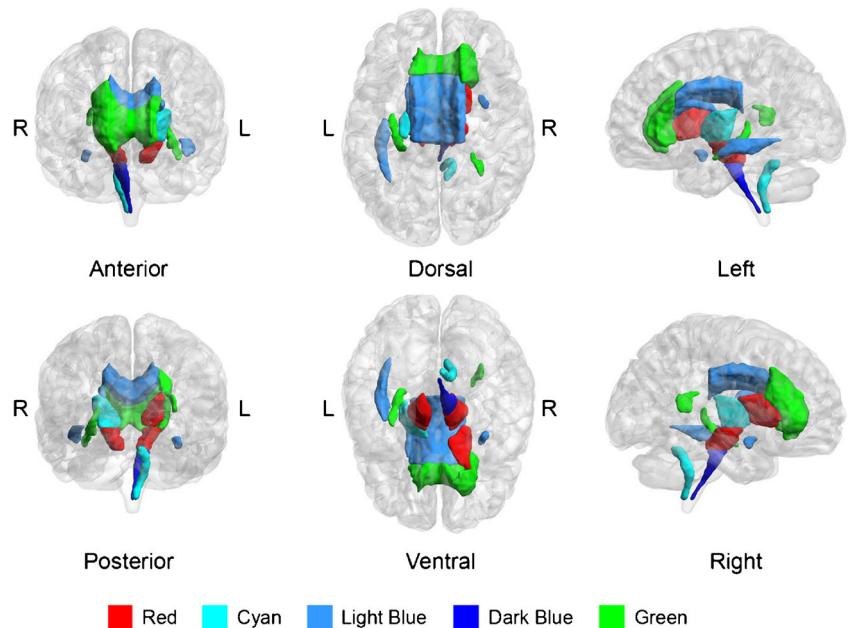 R L L R
Anterior Dorsal Left
R L L R
Posterior Ventral Right
Red Cyan Light Blue Dark Blue Green